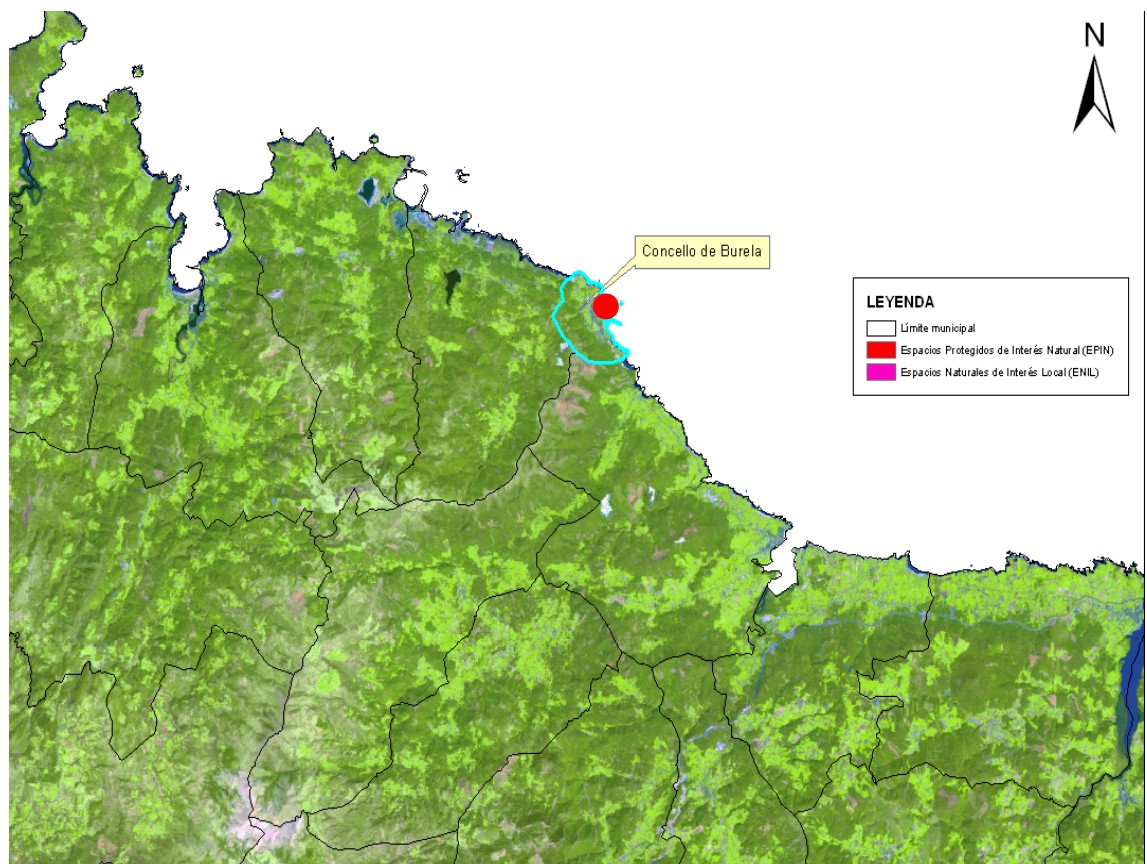 N
Concello de Burela
LEYENDA
Límite municipal
Espacios Protegidos de Interés Natural (EPIN)
Espacios Naturales de Interés Local (ENIL)